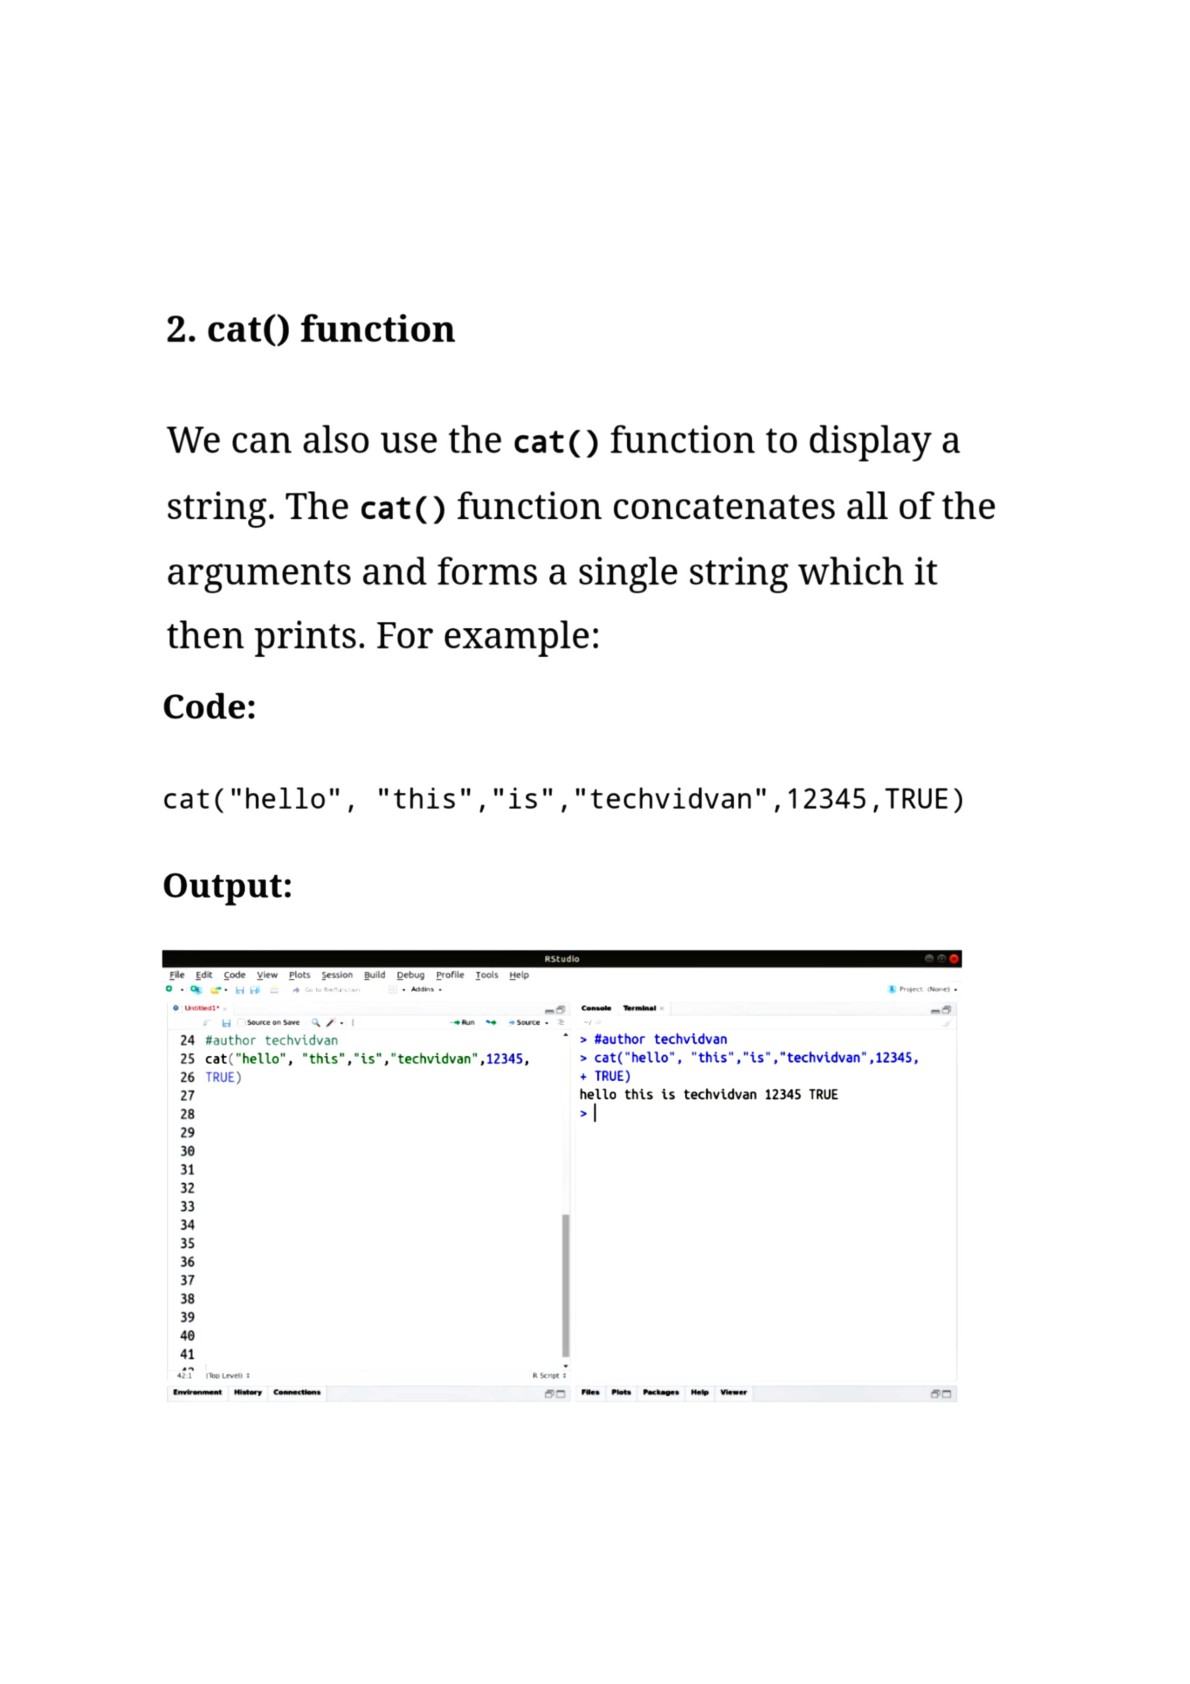 2. cat() function
We can also use the cat() function to display a
string. The cat() function concatenates all of the
arguments and forms a single string which it
then prints. For example:
Code:
cat("hello", "this","is","techvidvan",12345,TRUE)
Output:
RStudio
File Edit Code View Plots Session Build Debug Profile Tools Help
Go to file/function Addins Project: (None)
Untitled1*
Source on Save Run Source
24 #author techvidvan
25 cat("hello", "this","is","techvidvan",12345,
26 TRUE)
27
28
29
30
31
32
33
34
35
36
37
38
39
40
41
42:1 (Top Level) R Script
Environment History Connections
Console Terminal
~/
> #author techvidvan
> cat("hello", "this","is","techvidvan",12345,
+ TRUE)
hello this is techvidvan 12345 TRUE
>
Files Plots Packages Help Viewer